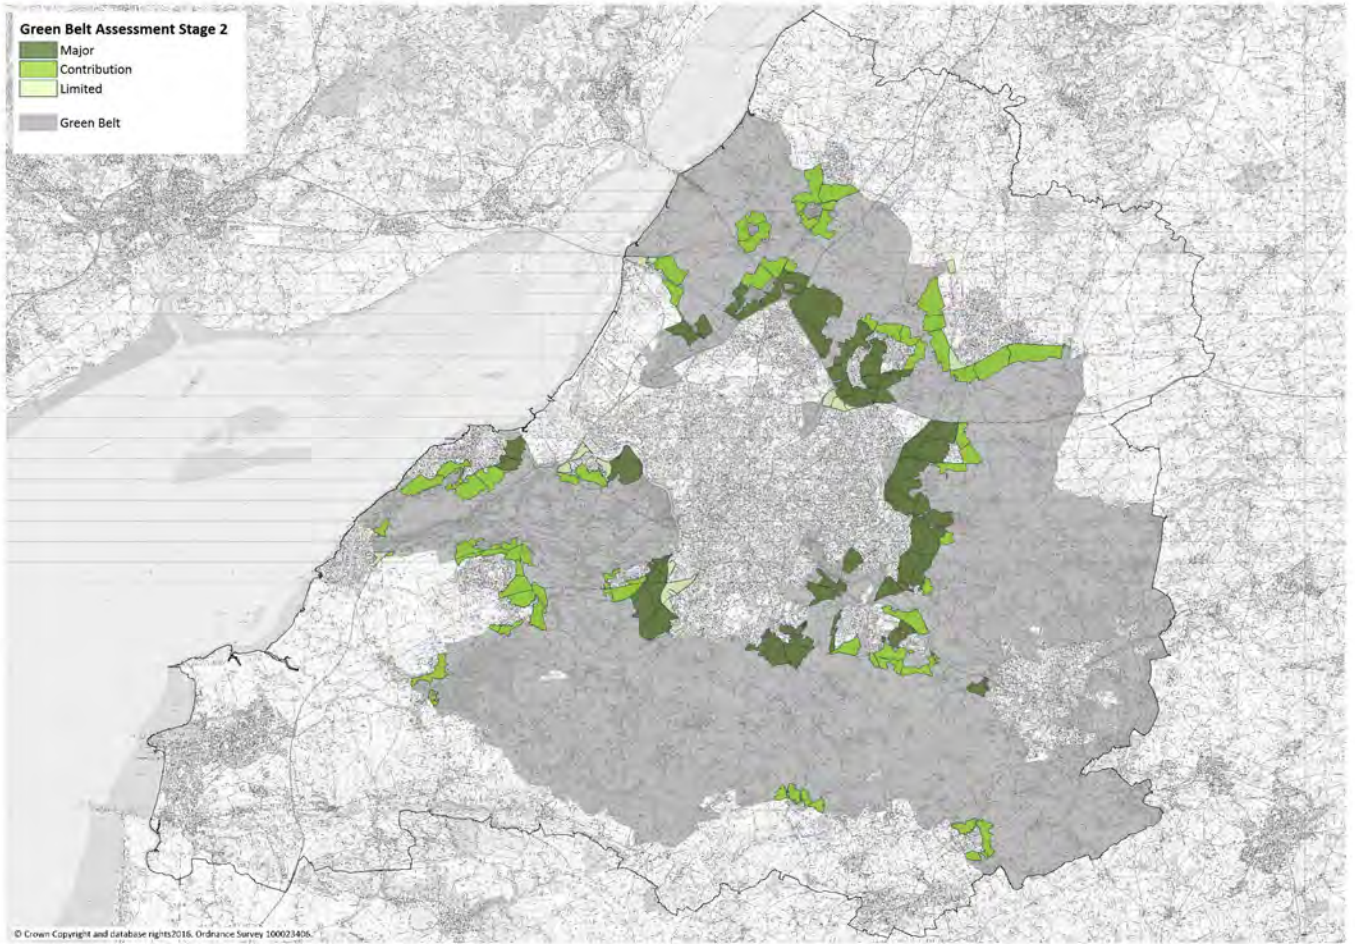 Green Belt Assessment Stage 2
Major
Contribution
Limited
Green Belt
© Crown Copyright and database rights2016. Ordnance Survey 100023406.